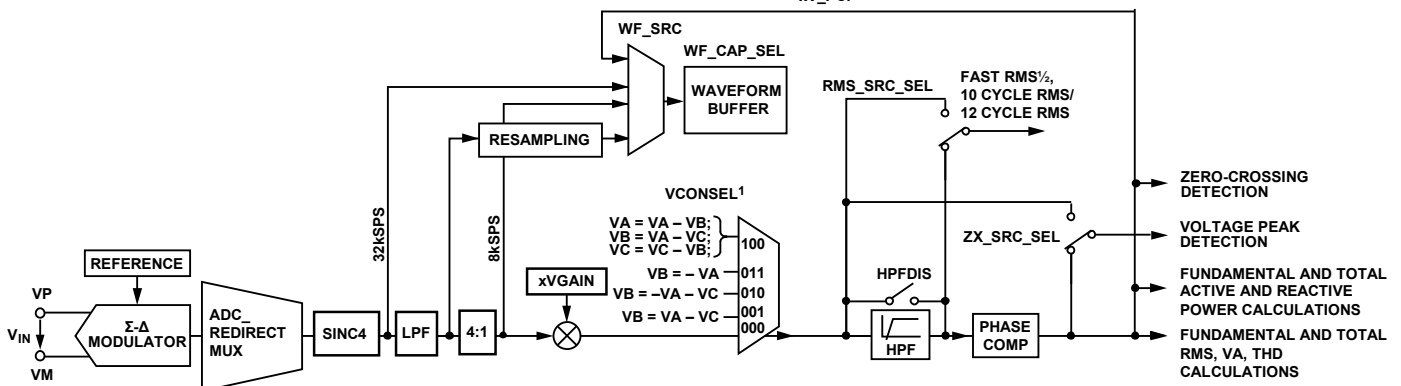 WF_SRC
WF_CAP_SEL
WAVEFORM
BUFFER
RESAMPLING
RMS_SRC_SEL
FAST RMS½,
10 CYCLE RMS/
12 CYCLE RMS
VCONSEL¹
VA = VA – VB;
VB = VA – VC;
VC = VC – VB;
100
VB = – VA
011
VB = –VA – VC
010
VB = VA – VC
001
000
32kSPS
8kSPS
REFERENCE
VP
VIN
VM
Σ-Δ
MODULATOR
ADC_
REDIRECT
MUX
SINC4
LPF
4:1
xVGAIN
HPFDIS
HPF
PHASE
COMP
ZX_SRC_SEL
ZERO-CROSSING
DETECTION
VOLTAGE PEAK
DETECTION
FUNDAMENTAL AND TOTAL
ACTIVE AND REACTIVE
POWER CALCULATIONS
FUNDAMENTAL AND TOTAL
RMS, VA, THD
CALCULATIONS